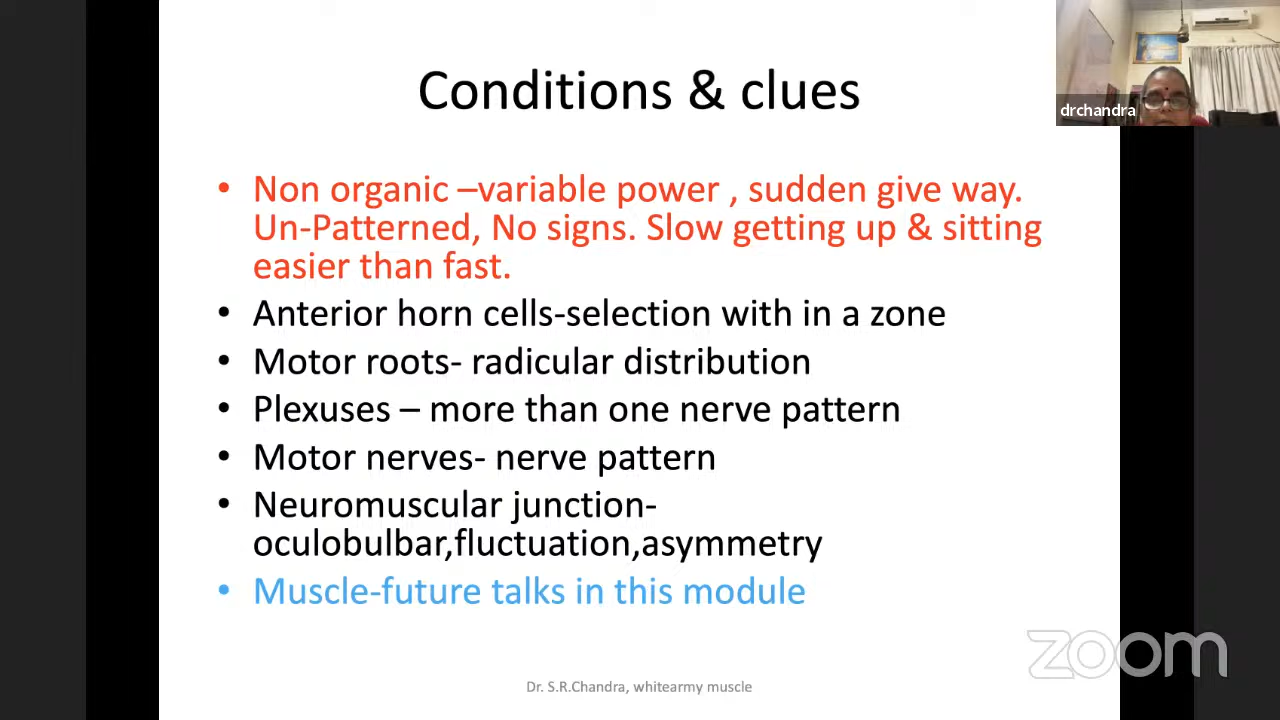 Conditions & clues
drchandra
• Non organic –variable power , sudden give way.
Un-Patterned, No signs. Slow getting up & sitting
easier than fast.
• Anterior horn cells-selection with in a zone
• Motor roots- radicular distribution
• Plexuses – more than one nerve pattern
• Motor nerves- nerve pattern
• Neuromuscular junction-
oculobulbar,fluctuation,asymmetry
• Muscle-future talks in this module
zoom
Dr. S.R.Chandra, whitearmy muscle